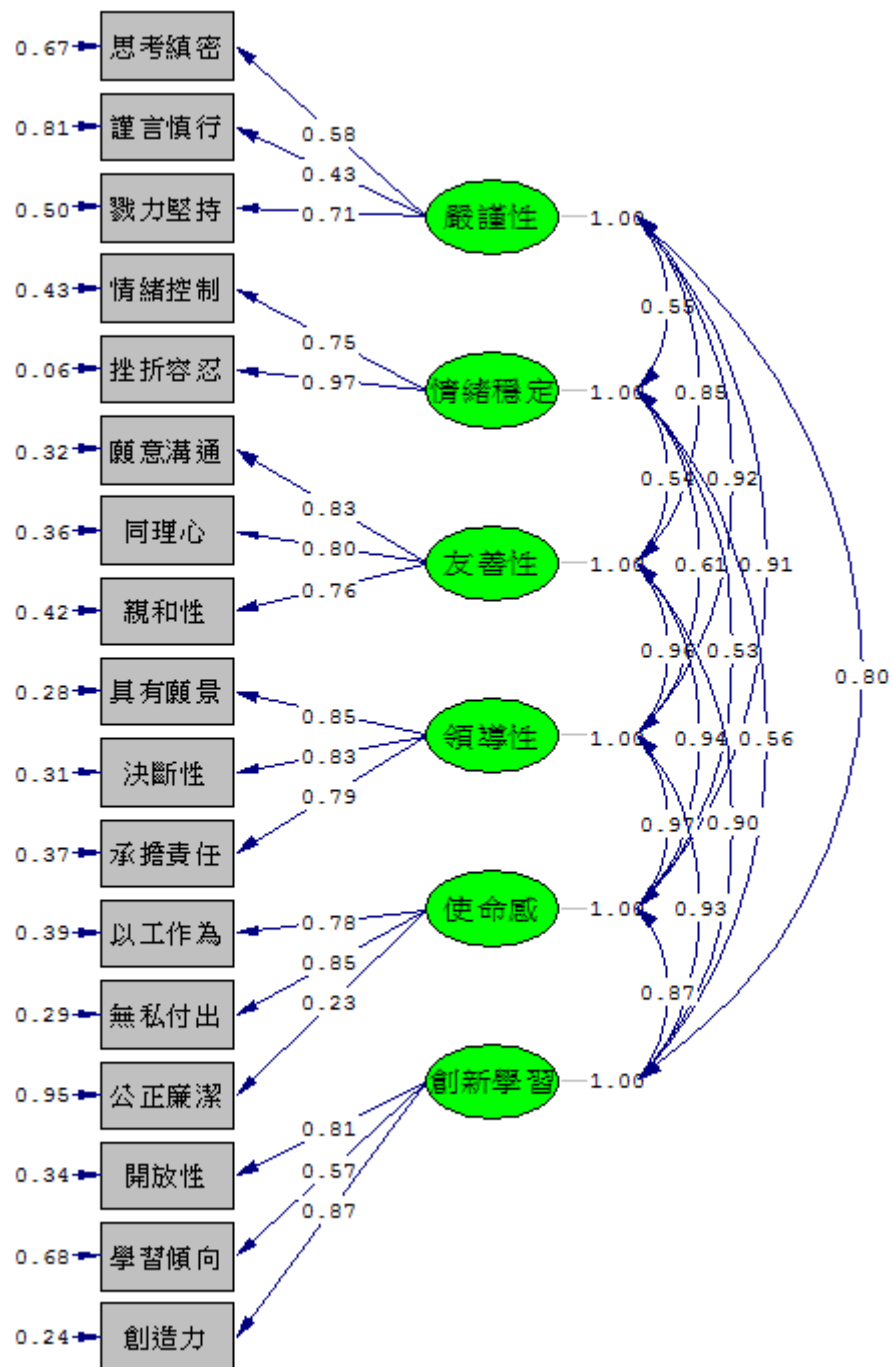 0.67 思考縝密
0.81 謹言慎行
0.50 戮力堅持
0.43 情緒控制
0.06 挫折容忍
0.32 願意溝通
0.36 同理心
0.42 親和性
0.28 具有願景
0.31 決斷性
0.37 承擔責任
0.39 以工作為
0.29 無私付出
0.95 公正廉潔
0.34 開放性
0.68 學習傾向
0.24 創造力
0.58
0.43
0.71
0.75
0.97
0.83
0.80
0.76
0.85
0.83
0.79
0.78
0.85
0.23
0.81
0.57
0.87
嚴謹性 1.00
情緒穩定 1.00
友善性 1.00
領導性 1.00
使命感 1.00
創新學習 1.00
0.55
0.85
0.54 0.92
0.61 0.91
0.96 0.53
0.80
0.94 0.56
0.97 0.90
0.93
0.87